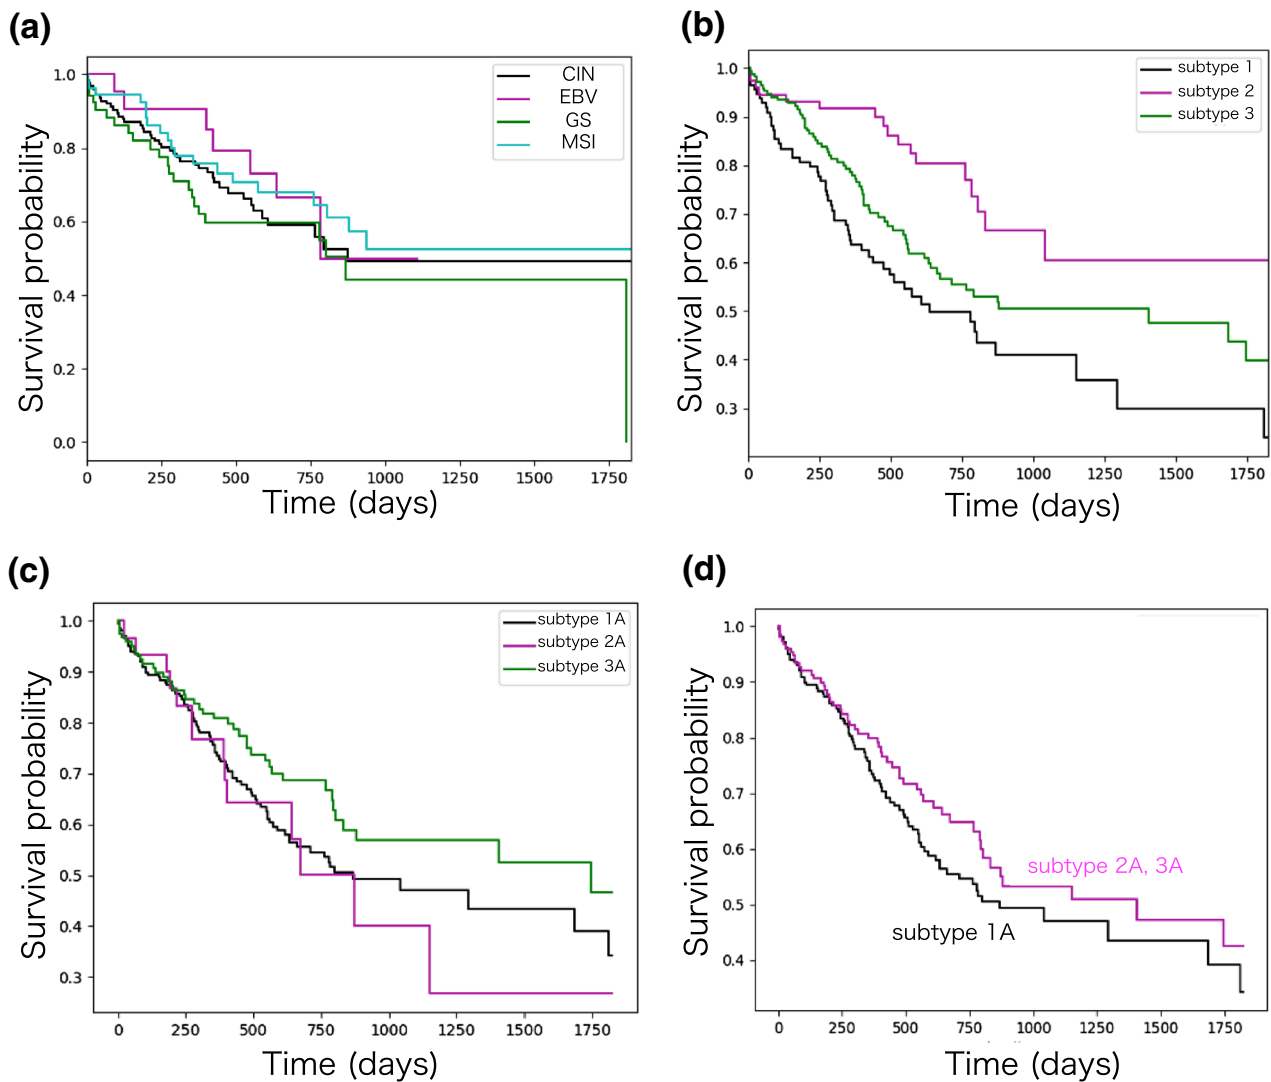 (a)
1.0
0.8
0.6
0.4
0.2
0.0
Survival probability
CIN
EBV
GS
MSI
0 250 500 750 1000 1250 1500 1750
Time (days)
(b)
1.0
0.9
0.8
0.7
0.6
0.5
0.4
0.3
Survival probability
subtype 1
subtype 2
subtype 3
0 250 500 750 1000 1250 1500 1750
Time (days)
(c)
1.0
0.9
0.8
0.7
0.6
0.5
0.4
0.3
Survival probability
subtype 1A
subtype 2A
subtype 3A
0 250 500 750 1000 1250 1500 1750
Time (days)
(d)
1.0
0.9
0.8
0.7
0.6
0.5
0.4
Survival probability
subtype 2A, 3A
subtype 1A
0 250 500 750 1000 1250 1500 1750
Time (days)